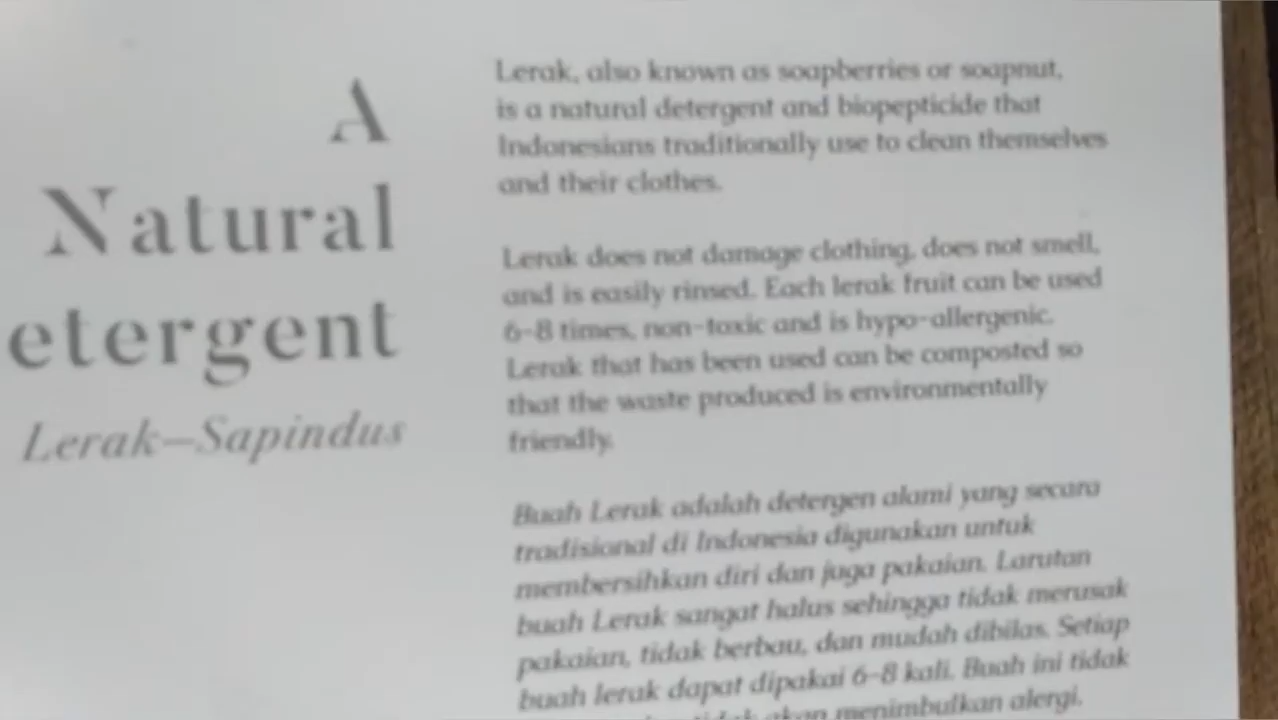 A
Natural
etergent
Lerak—Sapindus
Lerak, also known as soapberries or soapnut,
is a natural detergent and biopepticide that
Indonesians traditionally use to clean themselves
and their clothes.
Lerak does not damage clothing, does not smell,
and is easily rinsed. Each lerak fruit can be used
6-8 times, non-toxic and is hypo-allergenic.
Lerak that has been used can be composted so
that the waste produced is environmentally
friendly.
Buah Lerak adalah detergen alami yang secara
tradisional di Indonesia digunakan untuk
membersihkan diri dan juga pakaian. Larutan
buah Lerak sangat halus sehingga tidak merusak
pakaian, tidak berbau, dan mudah dibilas. Setiap
buah lerak dapat dipakai 6-8 kali. Buah ini tidak
tidak akan menimbulkan alergi.